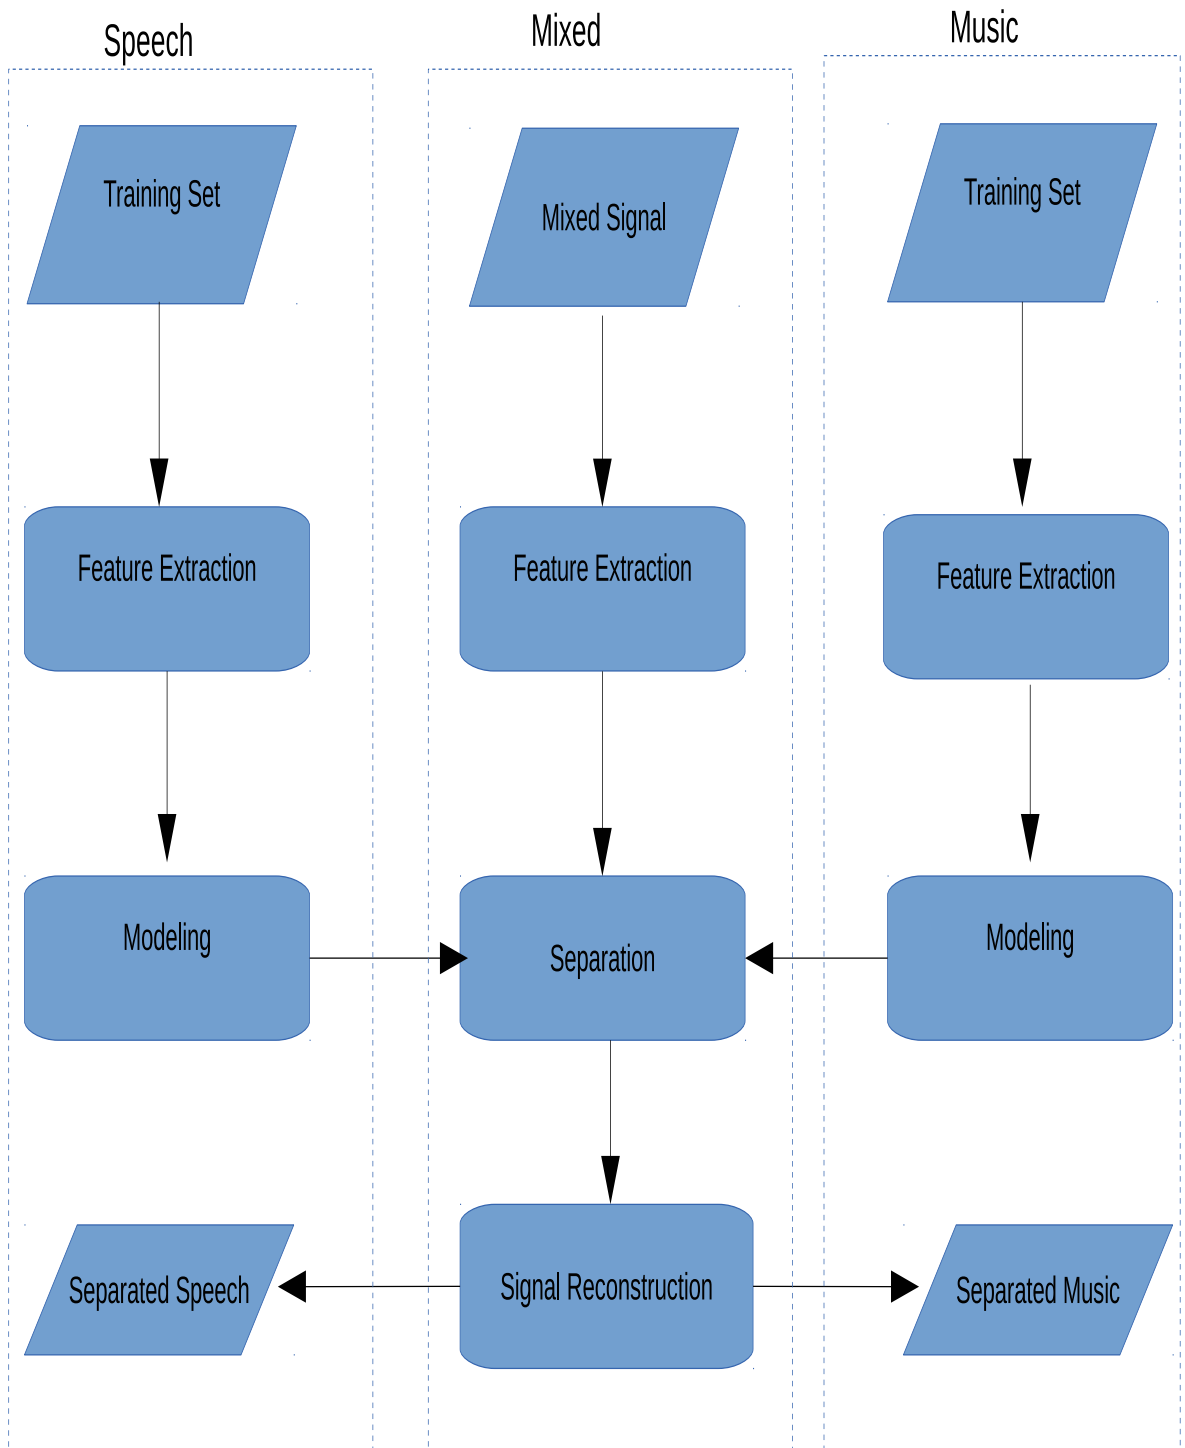 Speech
Mixed
Music
Training Set
Mixed Signal
Training Set
Feature Extraction
Feature Extraction
Feature Extraction
Modeling
Separation
Modeling
Separated Speech
Signal Reconstruction
Separated Music